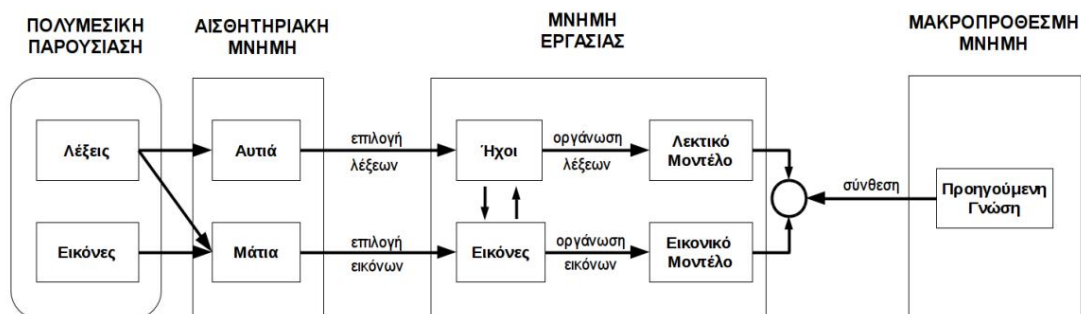 ΠΟΛΥΜΕΣΙΚΗ
ΠΑΡΟΥΣΙΑΣΗ
ΑΙΣΘΗΤΗΡΙΑΚΗ
ΜΝΗΜΗ
ΜΝΗΜΗ
ΕΡΓΑΣΙΑΣ
ΜΑΚΡΟΠΡΟΘΕΣΜΗ
ΜΝΗΜΗ
Λέξεις
Αυτιά
επιλογή
λέξεων
Ήχοι
οργάνωση
λέξεων
Λεκτικό
Μοντέλο
σύνθεση
Προηγούμενη
Γνώση
Εικόνες
Μάτια
επιλογή
εικόνων
Εικόνες
οργάνωση
εικόνων
Εικονικό
Μοντέλο